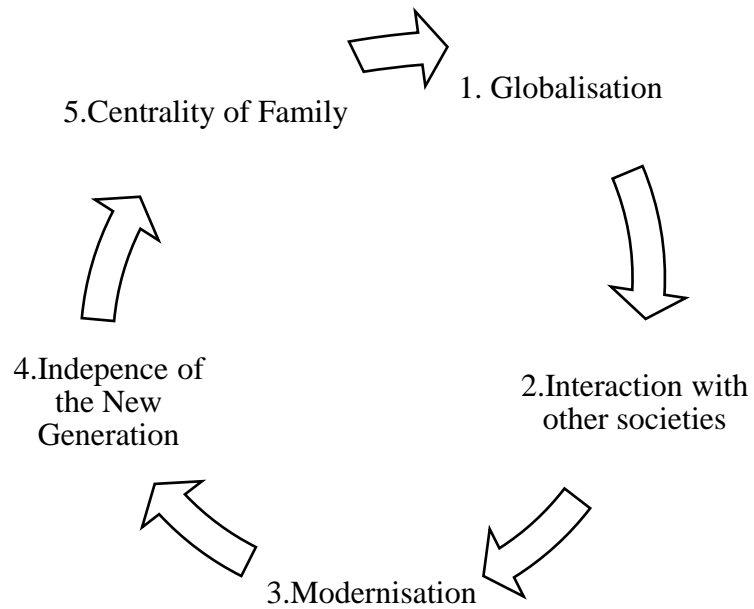 1. Globalisation
2.Interaction with
other societies
3.Modernisation
4.Indepence of
the New
Generation
5.Centrality of Family